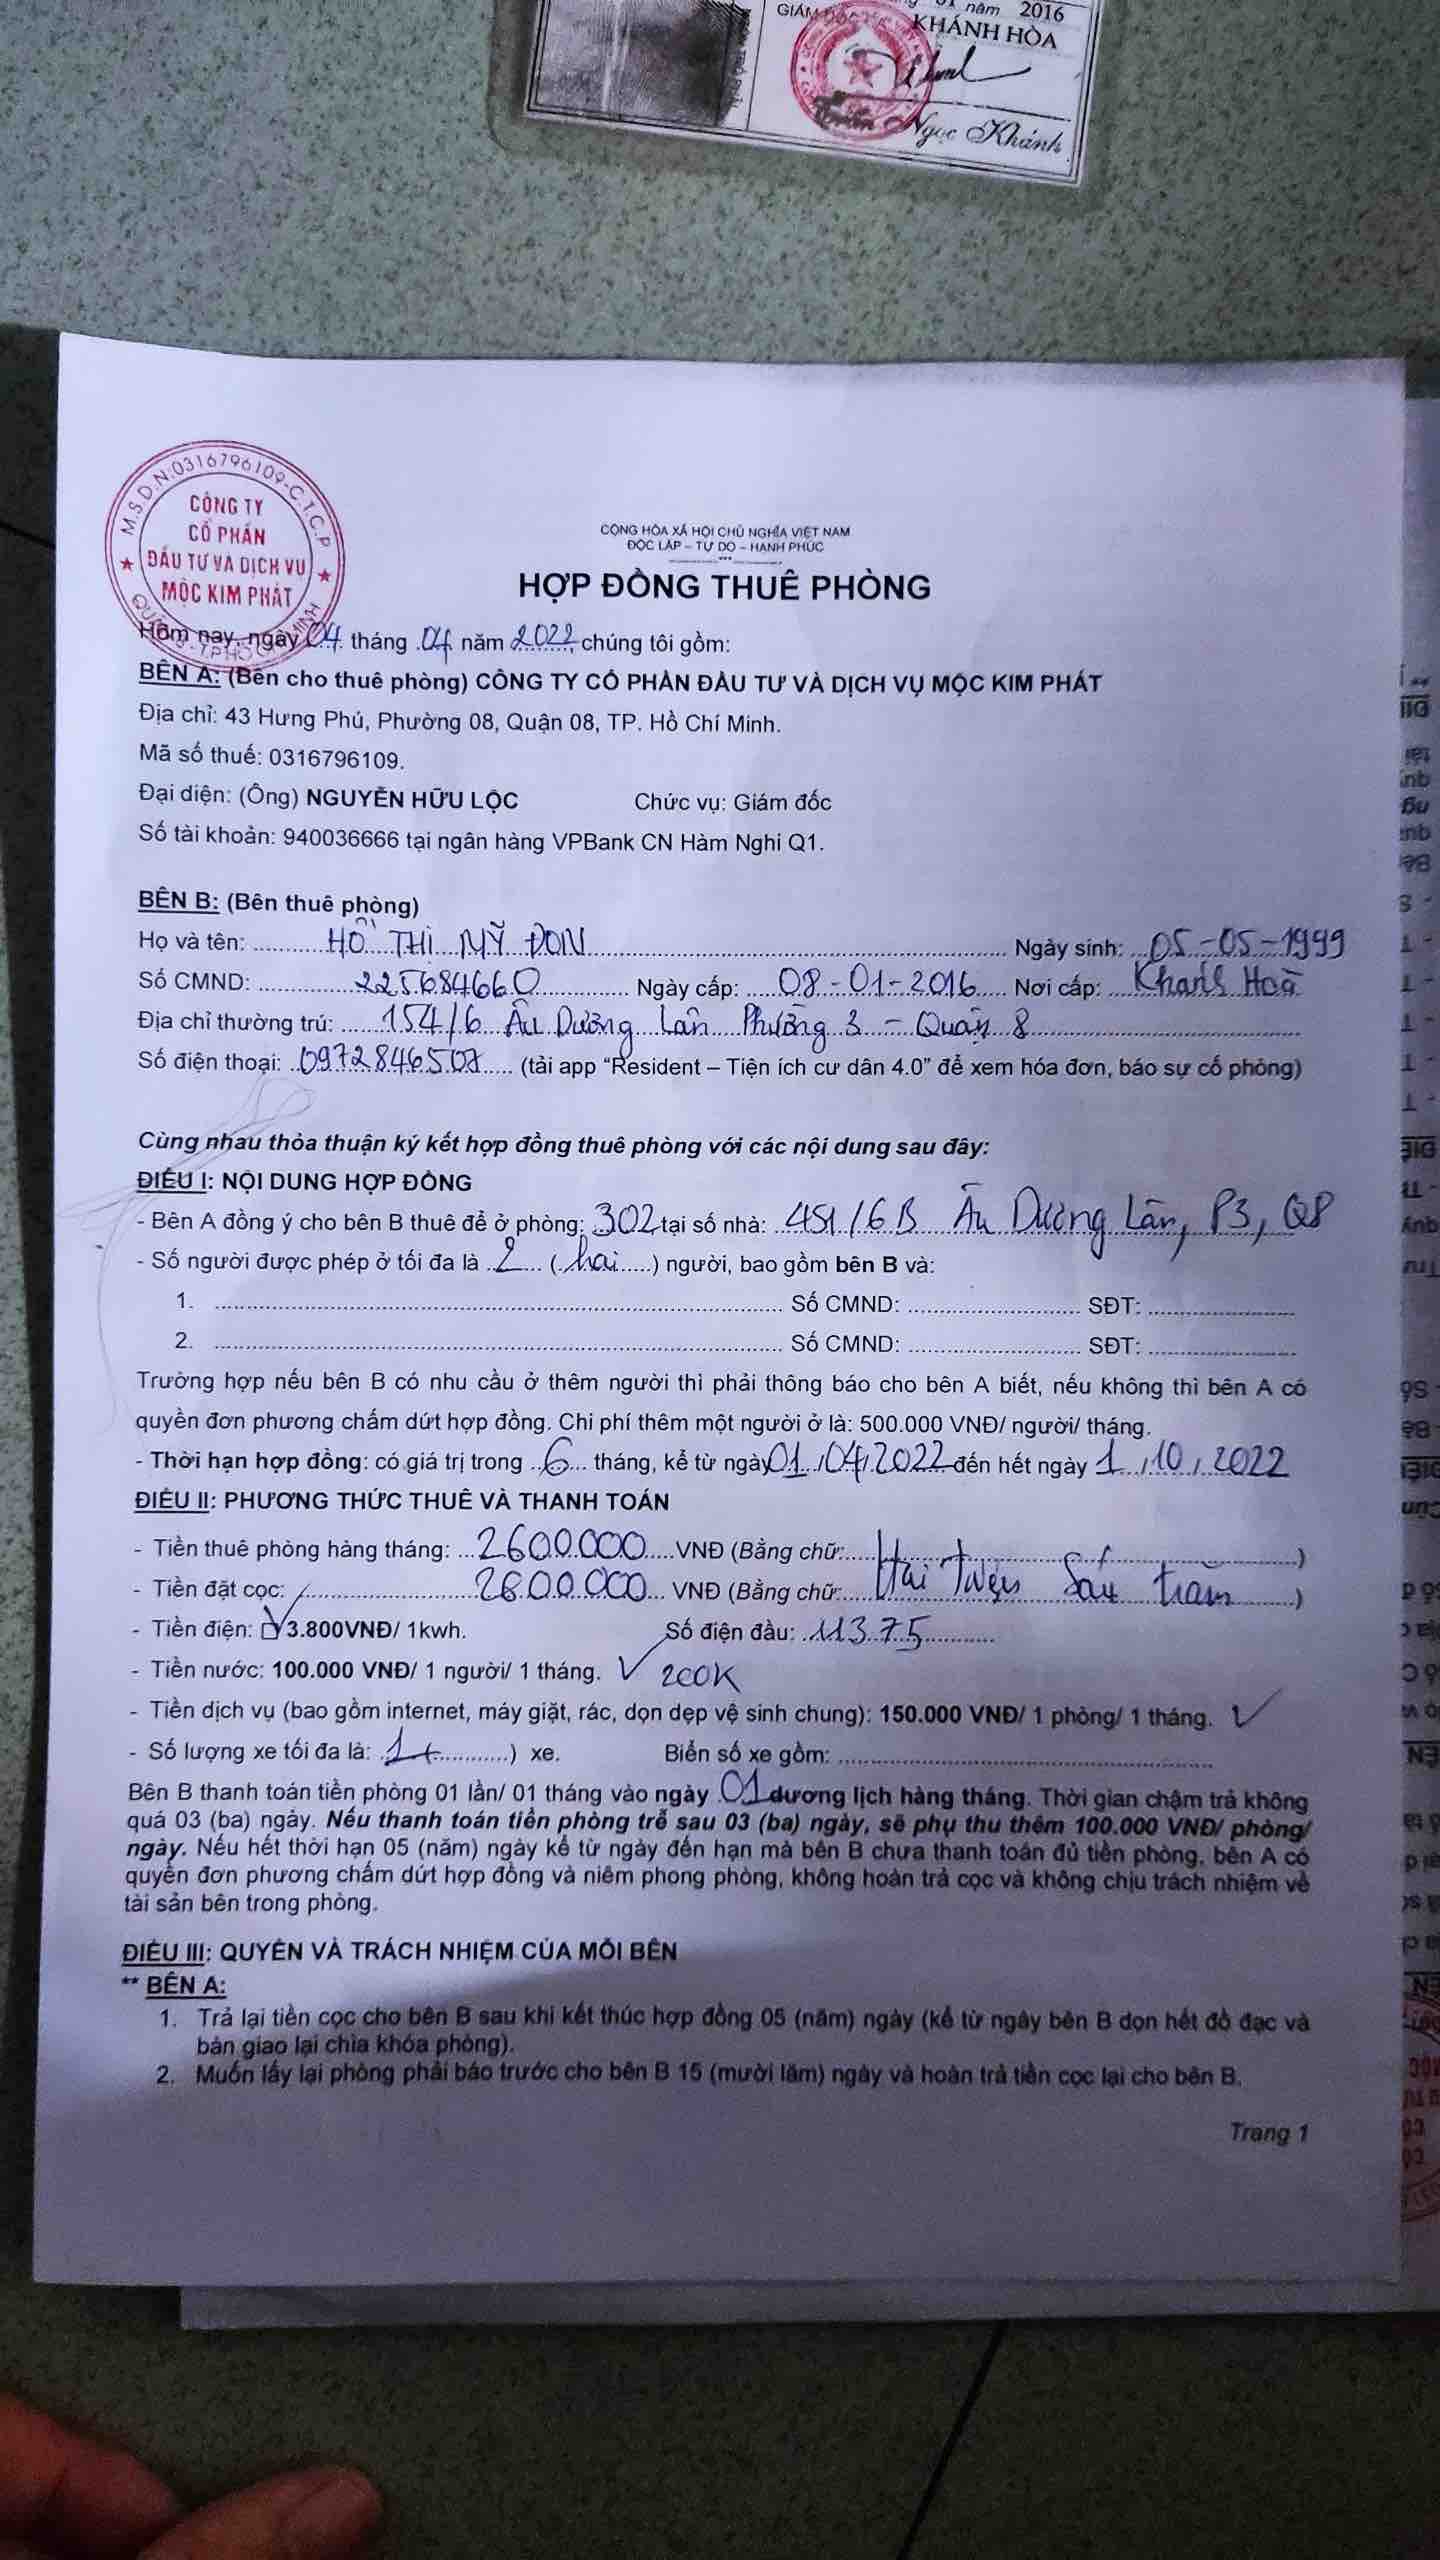 năm 2016
GIÁM ĐỐC
KHÁNH HÒA
Ngọc Khánh
M.S.D.N:0316796109-C.T.C.P
CÔNG TY
CỔ PHẦN
ĐẦU TƯ VÀ DỊCH VỤ
MỘC KIM PHÁT
CỘNG HÒA XÃ HỘI CHỦ NGHĨA VIỆT NAM
ĐỘC LẬP – TỰ DO – HẠNH PHÚC
HỢP ĐỒNG THUÊ PHÒNG
Hôm nay, ngày 04 tháng 04 năm 2022 chúng tôi gồm:
BÊN A: (Bên cho thuê phòng) CÔNG TY CỔ PHẦN ĐẦU TƯ VÀ DỊCH VỤ MỘC KIM PHÁT
Địa chỉ: 43 Hưng Phú, Phường 08, Quận 08, TP. Hồ Chí Minh.
Mã số thuế: 0316796109.
Đại diện: (Ông) NGUYỄN HỮU LỘC Chức vụ: Giám đốc
Số tài khoản: 940036666 tại ngân hàng VPBank CN Hàm Nghi Q1.
BÊN B: (Bên thuê phòng)
Họ và tên: HỒ THỊ MỸ ĐON Ngày sinh: 05-05-1999
Số CMND: 225684660 Ngày cấp: 08-01-2016 Nơi cấp: Khánh Hoà
Địa chỉ thường trú: 154/6 Âu Dương Lân Phường 3 - Quận 8
Số điện thoại: 0972846507 (tải app “Resident – Tiện ích cư dân 4.0” để xem hóa đơn, báo sự cố phòng)
Cùng nhau thỏa thuận ký kết hợp đồng thuê phòng với các nội dung sau đây:
ĐIỀU I: NỘI DUNG HỢP ĐỒNG
- Bên A đồng ý cho bên B thuê để ở phòng: 302 tại số nhà: 451/6B Âu Dương Lân, P3, Q8
- Số người được phép ở tối đa là 2 (hai) người, bao gồm bên B và:
1. Số CMND: SĐT:
2. Số CMND: SĐT:
Trường hợp nếu bên B có nhu cầu ở thêm người thì phải thông báo cho bên A biết, nếu không thì bên A có
quyền đơn phương chấm dứt hợp đồng. Chi phí thêm một người ở là: 500.000 VNĐ/ người/ tháng.
- Thời hạn hợp đồng: có giá trị trong 6 tháng, kể từ ngày 01/04/2022 đến hết ngày 1, 10, 2022
ĐIỀU II: PHƯƠNG THỨC THUÊ VÀ THANH TOÁN
- Tiền thuê phòng hàng tháng: 2600.000 VNĐ (Bằng chữ: )
- Tiền đặt cọc: 2600.000 VNĐ (Bằng chữ: Hai triệu sáu trăm )
- Tiền điện: 3.800VNĐ/ 1kwh. Số điện đầu: 11375
- Tiền nước: 100.000 VNĐ/ 1 người/ 1 tháng. ✓ 200K
- Tiền dịch vụ (bao gồm internet, máy giặt, rác, dọn dẹp vệ sinh chung): 150.000 VNĐ/ 1 phòng/ 1 tháng. ✓
- Số lượng xe tối đa là: 1 ( ) xe. Biển số xe gồm:
Bên B thanh toán tiền phòng 01 lần/ 01 tháng vào ngày 01 dương lịch hàng tháng. Thời gian chậm trả không
quá 03 (ba) ngày. Nếu thanh toán tiền phòng trễ sau 03 (ba) ngày, sẽ phụ thu thêm 100.000 VNĐ/ phòng/
ngày. Nếu hết thời hạn 05 (năm) ngày kể từ ngày đến hạn mà bên B chưa thanh toán đủ tiền phòng, bên A có
quyền đơn phương chấm dứt hợp đồng và niêm phong phòng, không hoàn trả cọc và không chịu trách nhiệm về
tài sản bên trong phòng.
ĐIỀU III: QUYỀN VÀ TRÁCH NHIỆM CỦA MỖI BÊN
** BÊN A:
1. Trả lại tiền cọc cho bên B sau khi kết thúc hợp đồng 05 (năm) ngày (kể từ ngày bên B dọn hết đồ đạc và
bàn giao lại chìa khóa phòng).
2. Muốn lấy lại phòng phải báo trước cho bên B 15 (mười lăm) ngày và hoàn trả tiền cọc lại cho bên B.
Trang 1